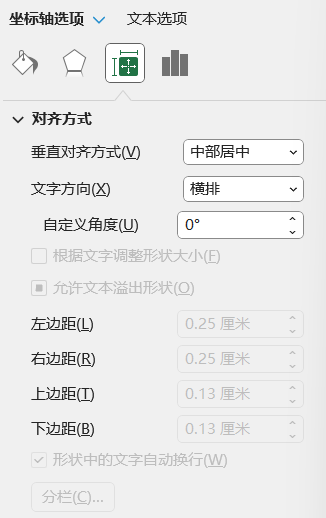 坐标轴选项 文本选项
对齐方式
垂直对齐方式(V) 中部居中
文字方向(X) 横排
自定义角度(U) 0°
根据文字调整形状大小(F)
允许文本溢出形状(O)
左边距(L) 0.25 厘米
右边距(R) 0.25 厘米
上边距(T) 0.13 厘米
下边距(B) 0.13 厘米
形状中的文字自动换行(W)
分栏(C)...